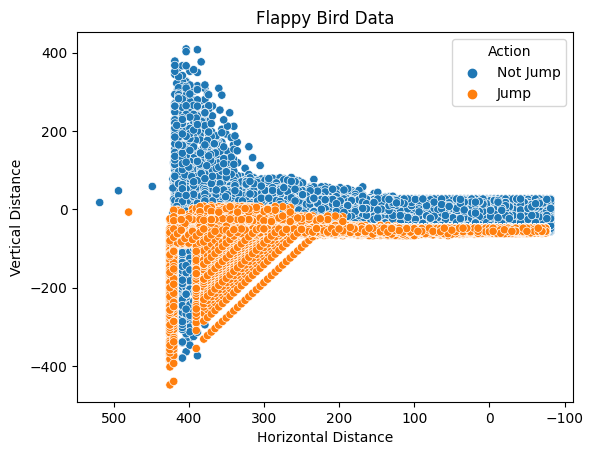 Flappy Bird Data
Action
Not Jump
Jump
400
200
0
−200
−400
Vertical Distance
500
400
300
200
100
0
−100
Horizontal Distance